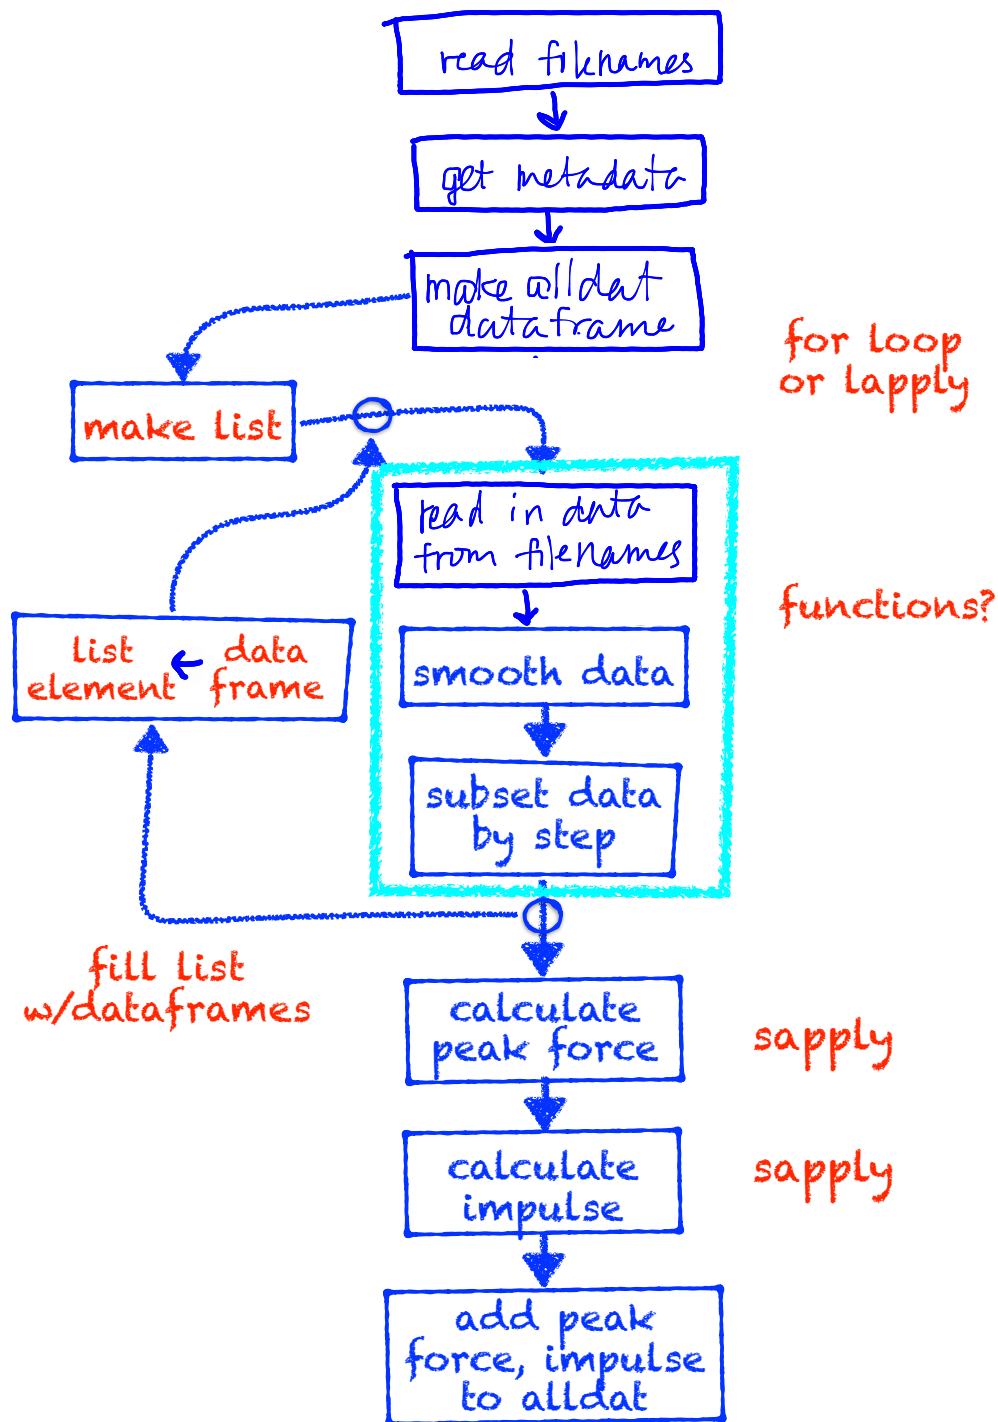 read filenames
get metadata
make alldat
dataframe
for loop
or lapply
make list
read in data
from filenames
functions?
list ← data
element frame
smooth data
subset data
by step
fill list
w/dataframes
calculate
peak force
sapply
calculate
impulse
sapply
add peak
force, impulse
to alldat